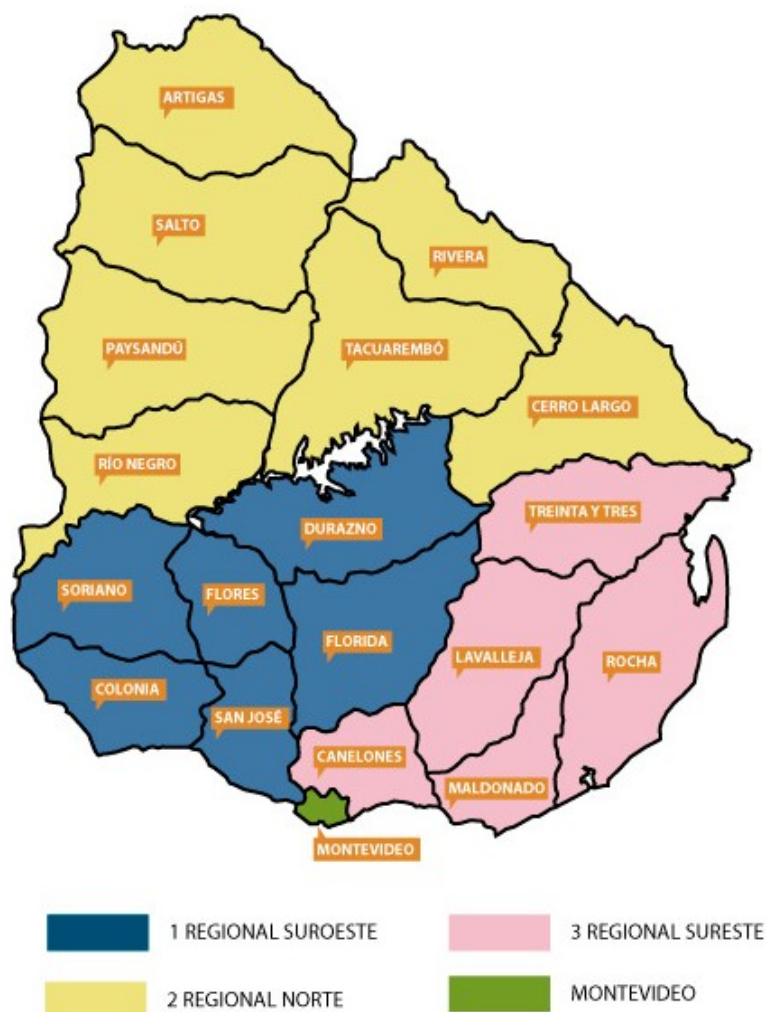 ARTIGAS
SALTO
RIVERA
PAYSANDÚ
TACUAREMBÓ
CERRO LARGO
RÍO NEGRO
TREINTA Y TRES
DURAZNO
SORIANO
FLORES
FLORIDA
LAVALLEJA
ROCHA
COLONIA
SAN JOSÉ
CANELONES
MALDONADO
MONTEVIDEO
1 REGIONAL SUROESTE
3 REGIONAL SURESTE
2 REGIONAL NORTE
MONTEVIDEO